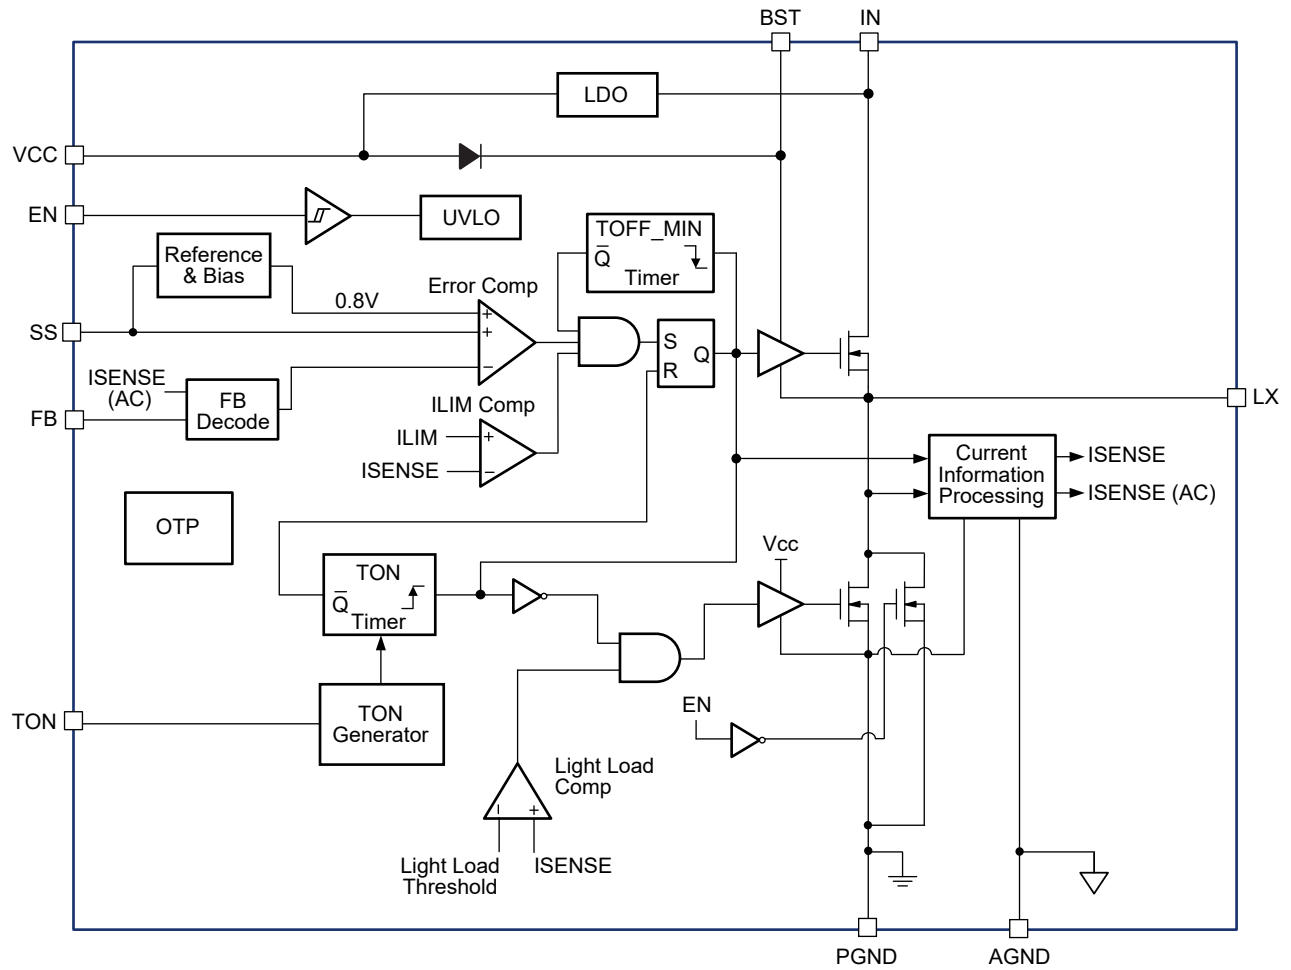 BST
IN
LDO
VCC
EN
UVLO
TOFF_MIN
Q̅
Timer
Reference
& Bias
Error Comp
0.8V
+
SS
+
S
Q
R
−
ISENSE
(AC)
FB
Decode
FB
LX
ILIM Comp
ILIM
+
ISENSE
−
Current
Information
Processing
ISENSE
ISENSE (AC)
OTP
Vcc
TON
Q̅
Timer
TON
TON
Generator
EN
Light Load
Comp
−
+
Light Load
Threshold
ISENSE
PGND
AGND